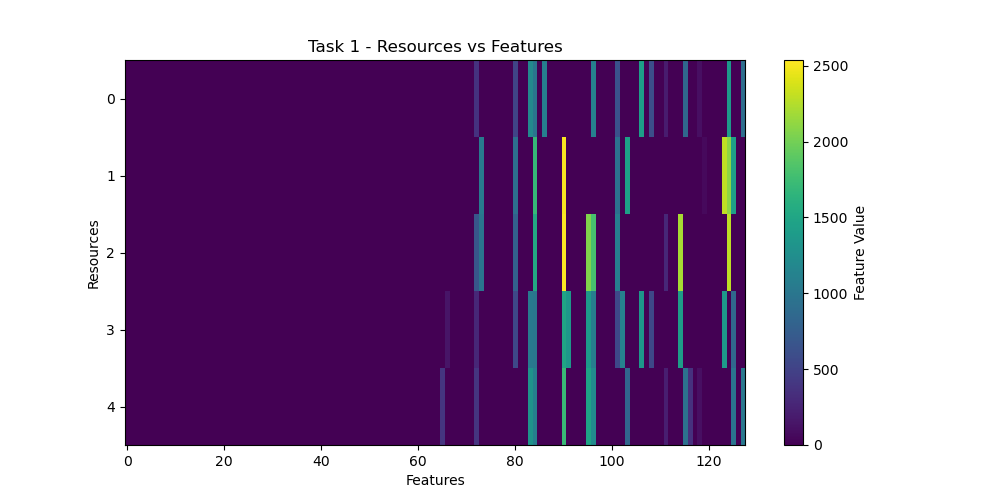 Task 1 - Resources vs Features
0
1
2
3
4
Resources
0 20 40 60 80 100 120
Features
2500
2000
1500
1000
500
0
Feature Value